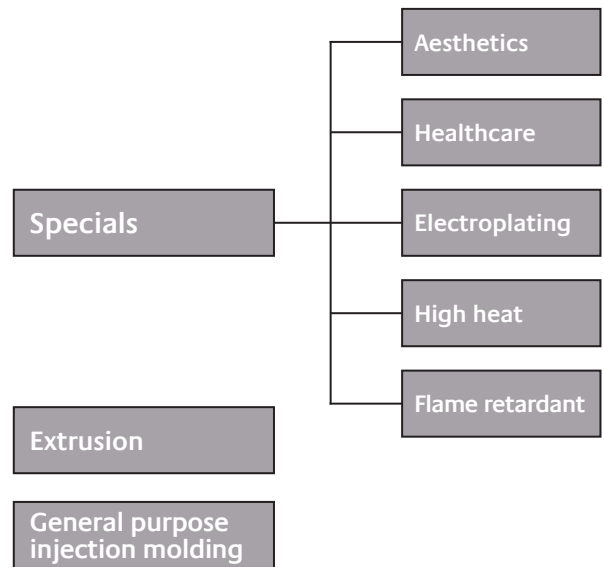 Aesthetics
Healthcare
Specials
Electroplating
High heat
Flame retardant
Extrusion
General purpose
injection molding